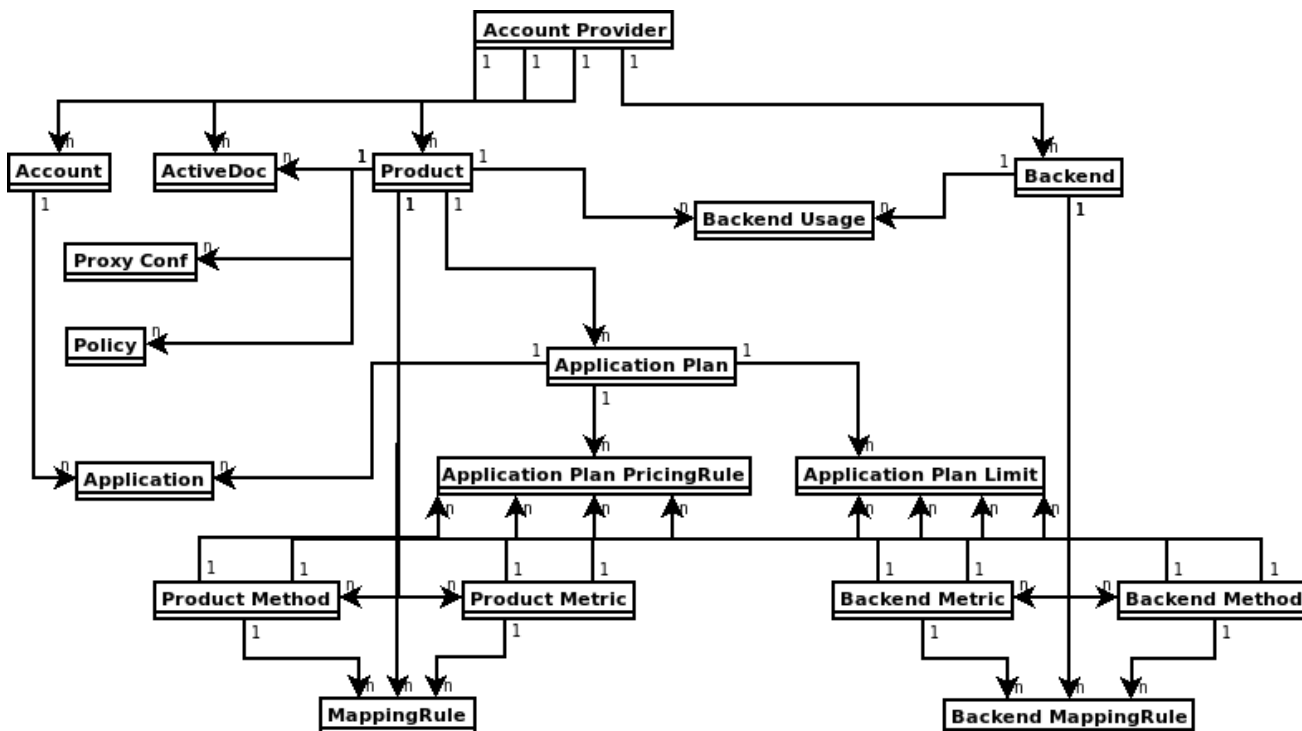 Account Provider
1 1 1 1
n n n n
Account
ActiveDoc
n
1
Product
1
1
Backend
1
1
1
n
Backend Usage
n
1
n
Proxy Conf
n
Policy
n
1
Application Plan
1
1
n
n
n
Application
n
Application Plan PricingRule
Application Plan Limit
n n n n n n n n
1 1 1 1 1 1 1 1
Product Method
n
n
Product Metric
Backend Metric
n
n
Backend Method
1 1 1 1
n n n n n n
MappingRule
Backend MappingRule